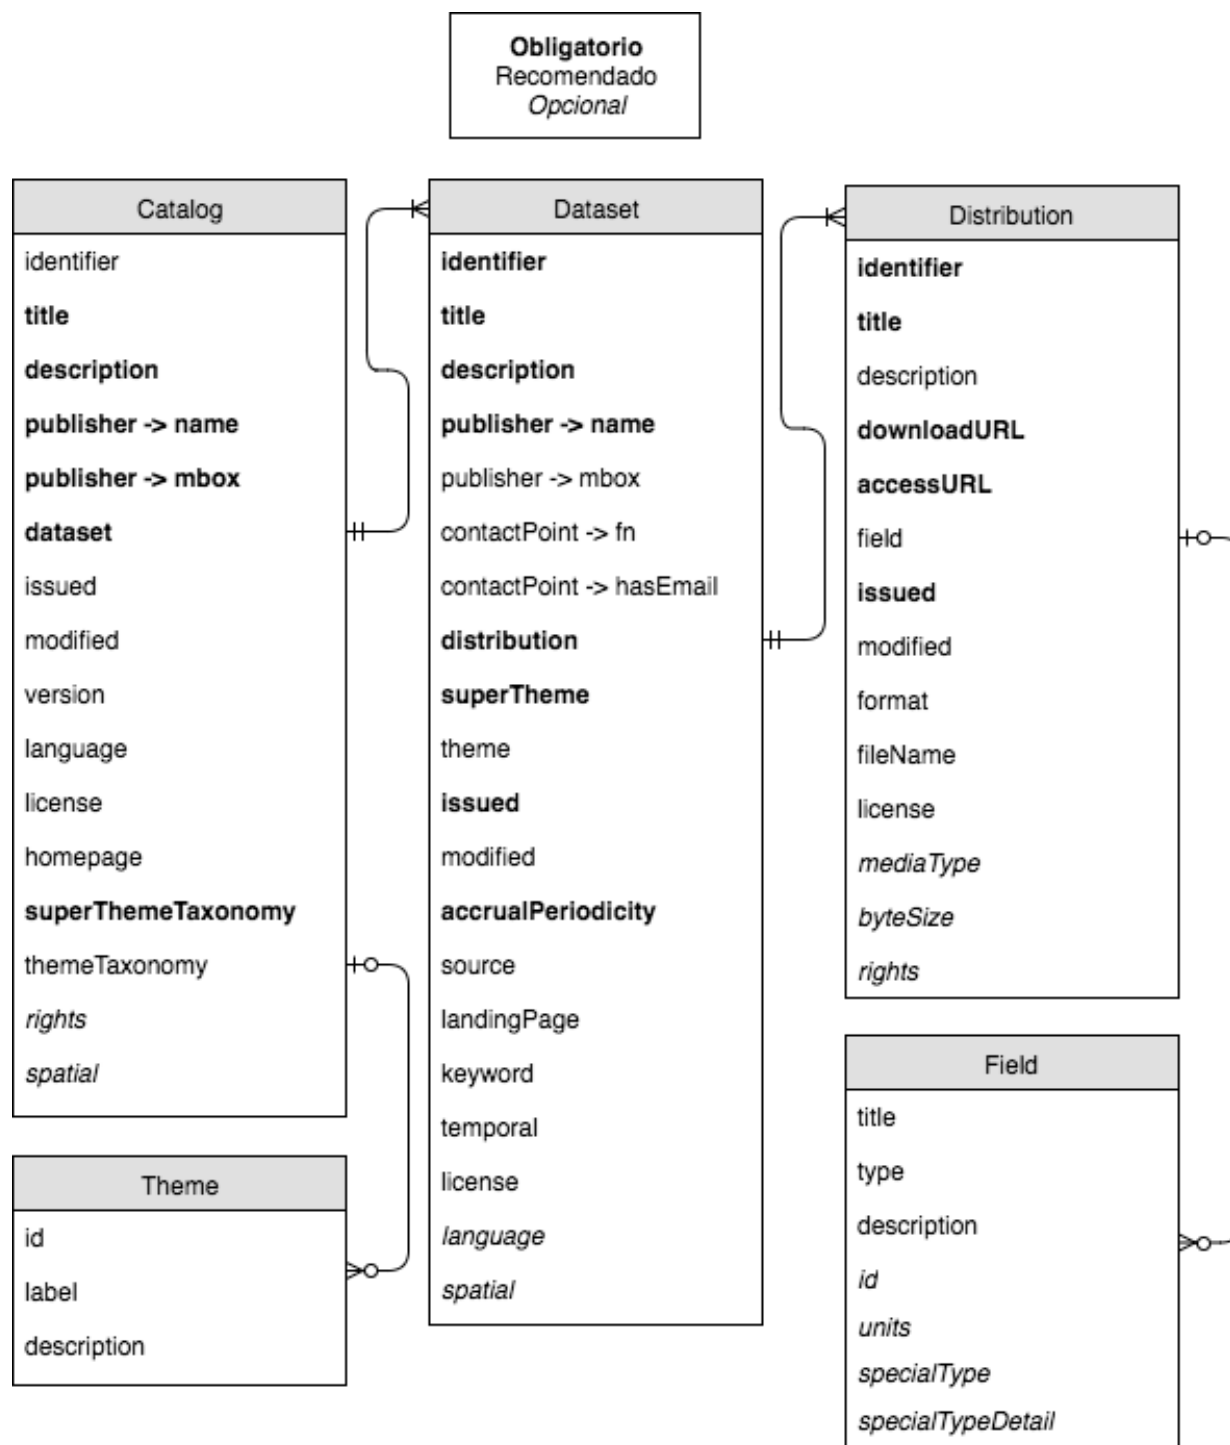 Obligatorio
Recomendado
Opcional
Catalog
identifier
title
description
publisher -> name
publisher -> mbox
dataset
issued
modified
version
language
license
homepage
superThemeTaxonomy
themeTaxonomy
rights
spatial
Theme
id
label
description
Dataset
identifier
title
description
publisher -> name
publisher -> mbox
contactPoint -> fn
contactPoint -> hasEmail
distribution
superTheme
theme
issued
modified
accrualPeriodicity
source
landingPage
keyword
temporal
license
language
spatial
Distribution
identifier
title
description
downloadURL
accessURL
field
issued
modified
format
fileName
license
mediaType
byteSize
rights
Field
title
type
description
id
units
specialType
specialTypeDetail